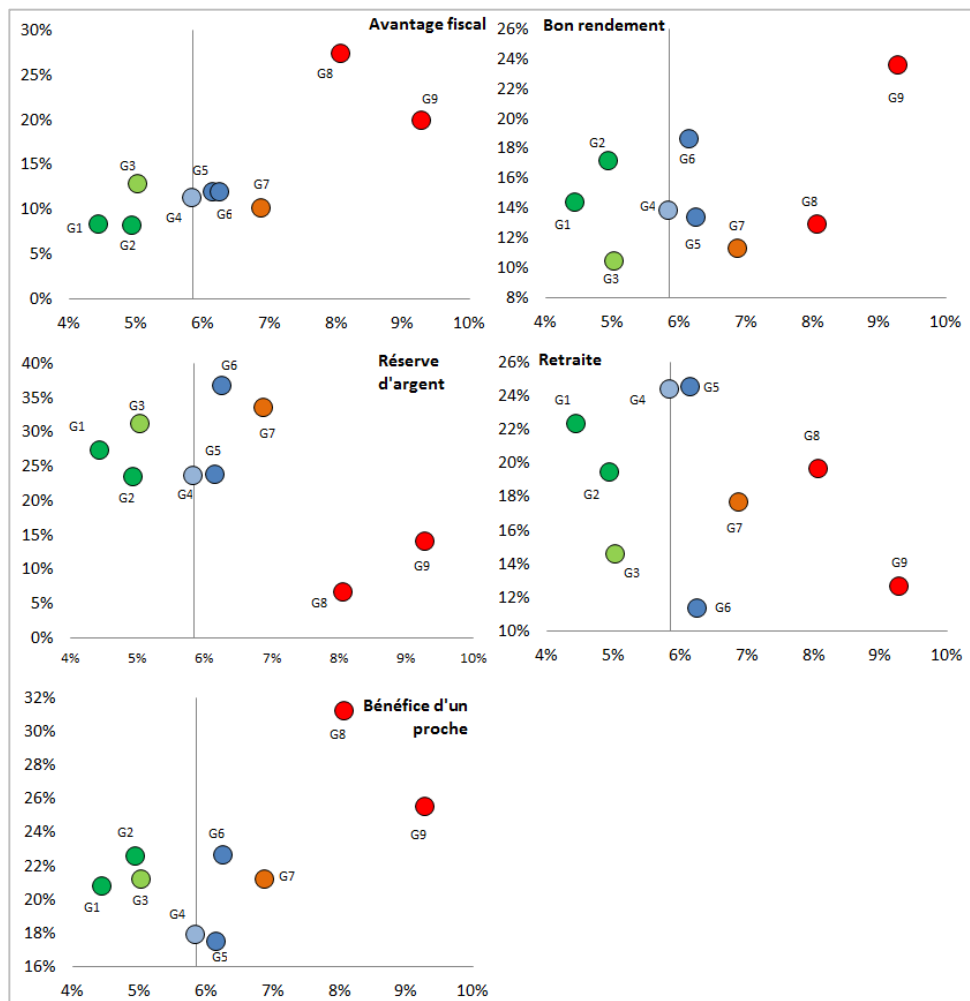 Avantage fiscal
30%
25%
20%
15%
10%
5%
0%
G8
G9
G3
G5
G7
G1
G2
G4
G6
4% 5% 6% 7% 8% 9% 10%
Bon rendement
26%
24%
22%
20%
18%
16%
14%
12%
10%
8%
G9
G2
G6
G4
G8
G1
G5
G7
G3
4% 5% 6% 7% 8% 9% 10%
Réserve
d'argent
40%
35%
30%
25%
20%
15%
10%
5%
0%
G6
G3
G1
G7
G5
G2
G4
G9
G8
4% 5% 6% 7% 8% 9% 10%
Retraite
26%
24%
22%
20%
18%
16%
14%
12%
10%
G5
G4
G1
G8
G2
G7
G3
G9
G6
4% 5% 6% 7% 8% 9% 10%
Bénéfice d'un
proche
32%
30%
28%
26%
24%
22%
20%
18%
16%
G8
G2
G6
G9
G7
G1
G3
G4
G5
4% 5% 6% 7% 8% 9% 10%